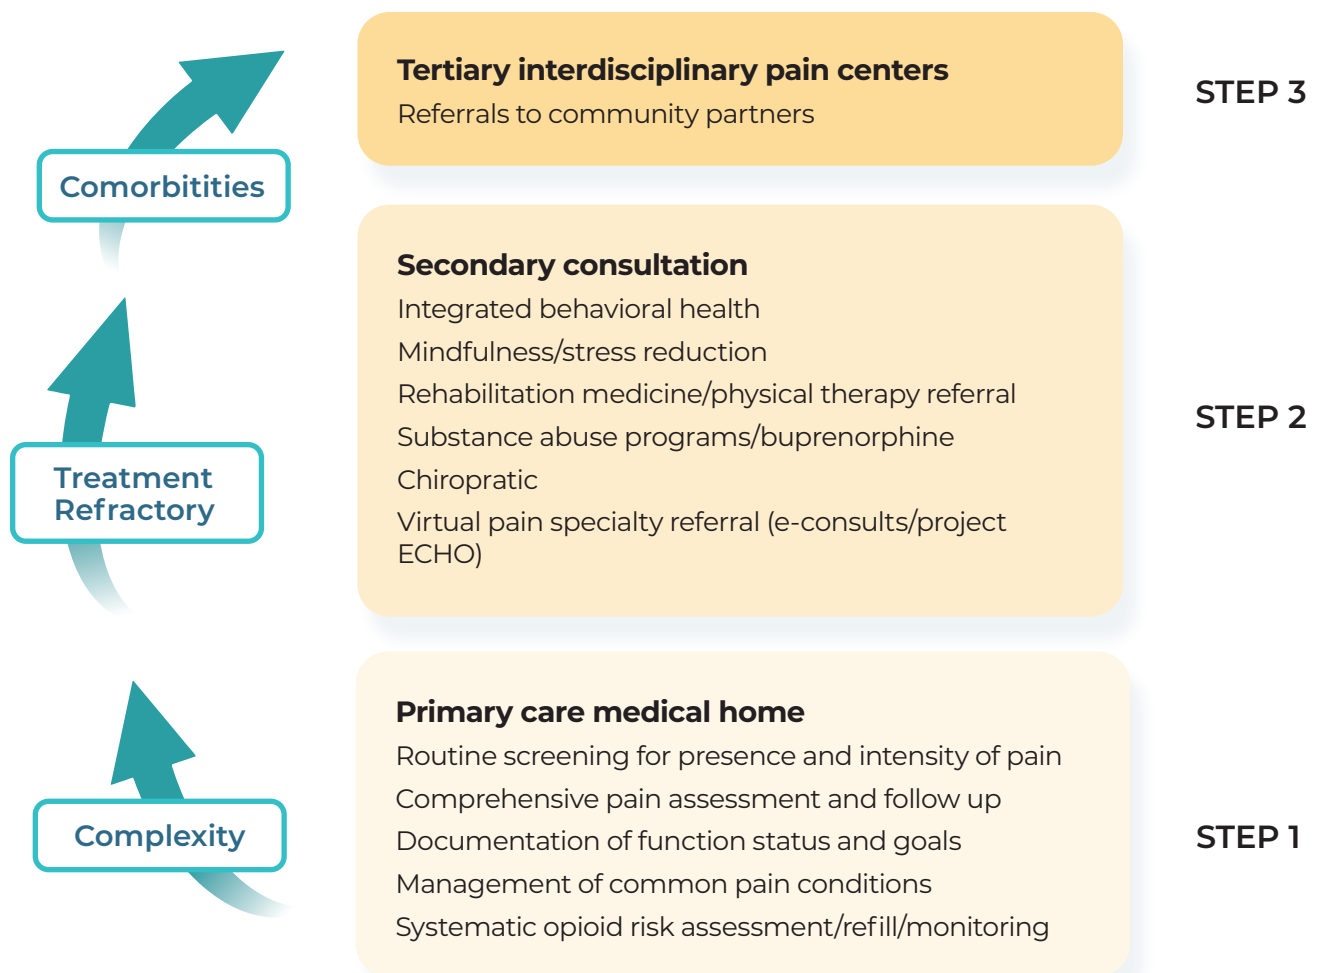 Tertiary interdisciplinary pain centers
Referrals to community partners
STEP 3
Comorbitities
Secondary consultation
Integrated behavioral health
Mindfulness/stress reduction
Rehabilitation medicine/physical therapy referral
Substance abuse programs/buprenorphine
Chiropratic
Virtual pain specialty referral (e-consults/project
ECHO)
STEP 2
Treatment
Refractory
Primary care medical home
Routine screening for presence and intensity of pain
Comprehensive pain assessment and follow up
Documentation of function status and goals
Management of common pain conditions
Systematic opioid risk assessment/refill/monitoring
STEP 1
Complexity